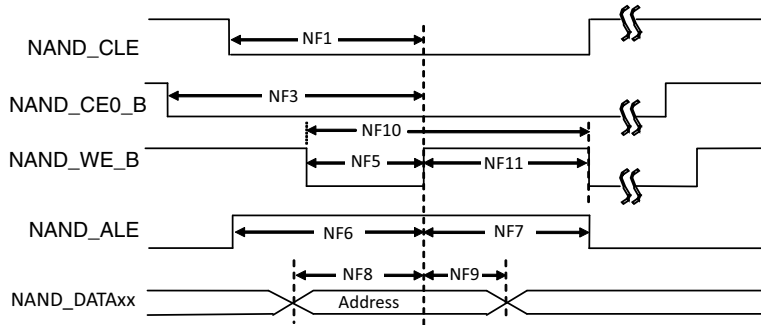 NAND_CLE
NF1
NAND_CE0_B
NF3
NF10
NAND_WE_B
NF5
NF11
NAND_ALE
NF6
NF7
NF8
NF9
NAND_DATAxx
Address